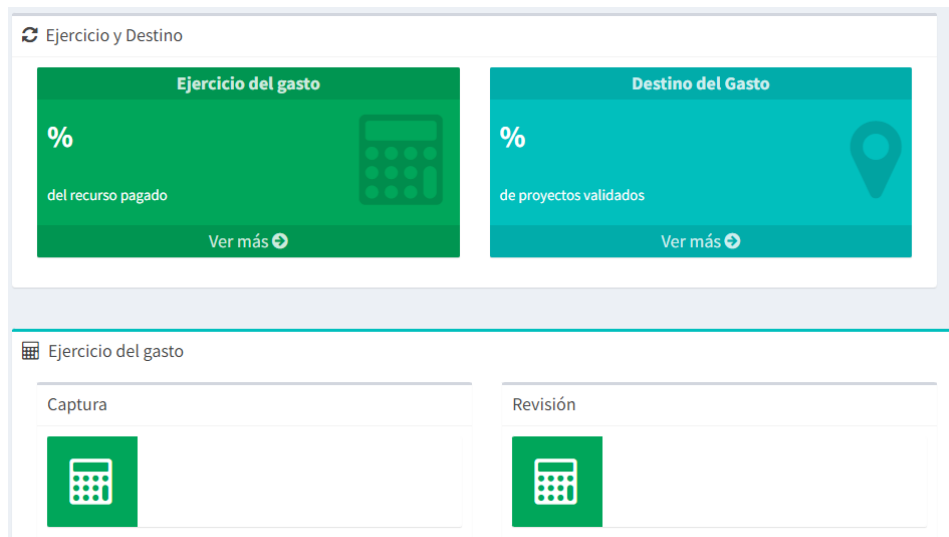 Ejercicio y Destino
Ejercicio del gasto
%
del recurso pagado
Ver más
Destino del Gasto
%
de proyectos validados
Ver más
Ejercicio del gasto
Captura
Revisión